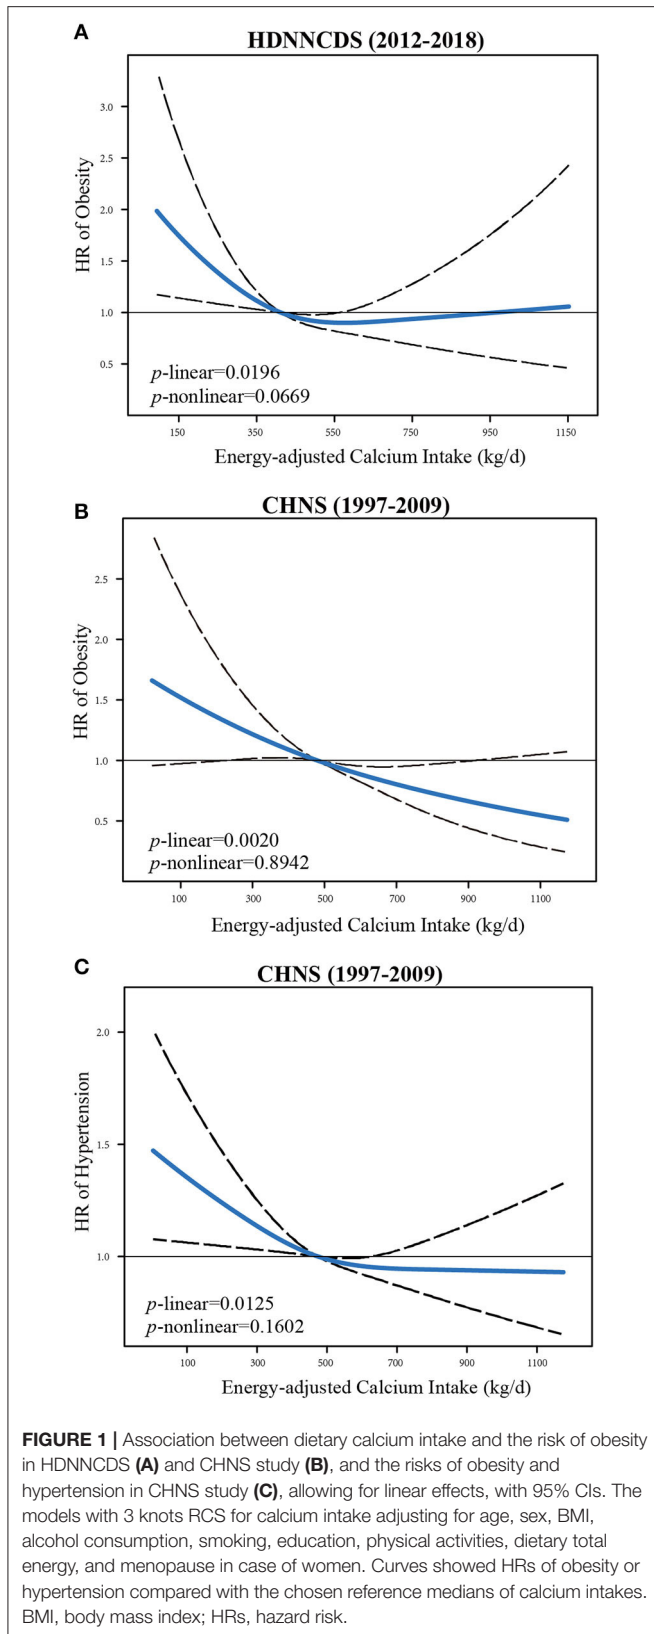 A
HDNNCDS (2012-2018)
HR of Obesity
3.0
2.5
2.0
1.5
1.0
0.5
p-linear=0.0196
p-nonlinear=0.0669
150 350 550 750 950 1150
Energy-adjusted Calcium Intake (kg/d)
B
CHNS (1997-2009)
HR of Obesity
2.5
2.0
1.5
1.0
0.5
p-linear=0.0020
p-nonlinear=0.8942
100 300 500 700 900 1100
Energy-adjusted Calcium Intake (kg/d)
C
CHNS (1997-2009)
HR of Hypertension
2.0
1.5
1.0
p-linear=0.0125
p-nonlinear=0.1602
100 300 500 700 900 1100
Energy-adjusted Calcium Intake (kg/d)
FIGURE 1 | Association between dietary calcium intake and the risk of obesity
in HDNNCDS (A) and CHNS study (B), and the risks of obesity and
hypertension in CHNS study (C), allowing for linear effects, with 95% CIs. The
models with 3 knots RCS for calcium intake adjusting for age, sex, BMI,
alcohol consumption, smoking, education, physical activities, dietary total
energy, and menopause in case of women. Curves showed HRs of obesity or
hypertension compared with the chosen reference medians of calcium intakes.
BMI, body mass index; HRs, hazard risk.